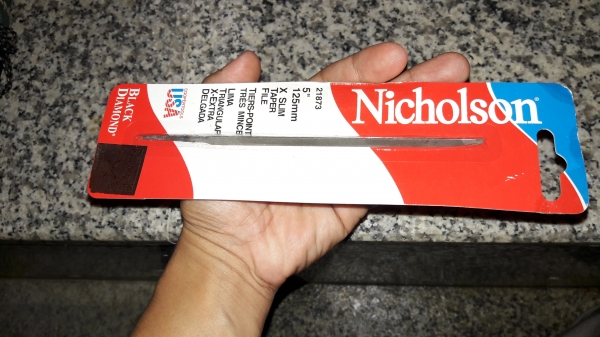 Nicholson®
21873
5"
125mm
X SLIM
TAPER
FILE
TIERS-POINT
TRES MINCE
LIMA
TRIANGULAR
X-EXTRA
DELGADA
USA
BLACK
DIAMOND®